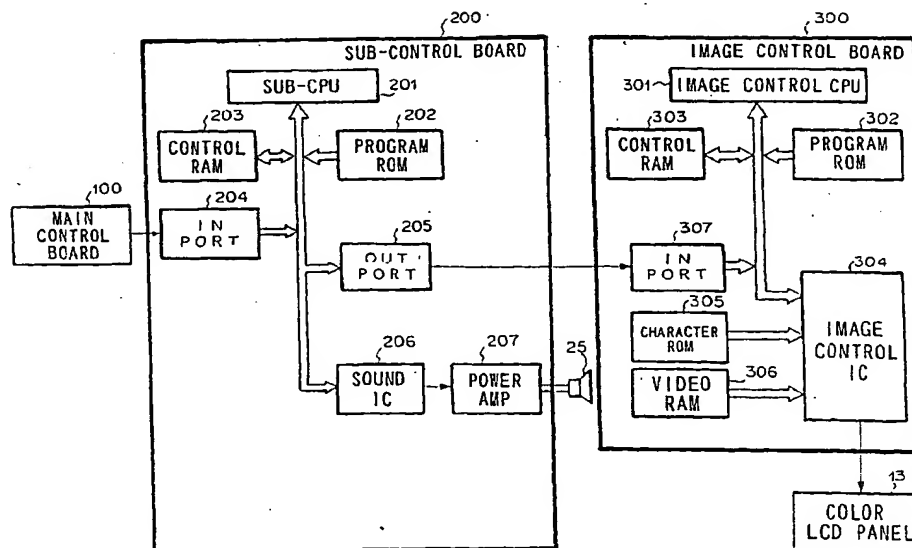 200
SUB-CONTROL BOARD
SUB-CPU
201
203
CONTROL
RAM
202
PROGRAM
ROM
100
MAIN
CONTROL
BOARD
204
IN
PORT
205
OUT
PORT
206
SOUND
IC
207
POWER
AMP
25
300
IMAGE CONTROL BOARD
301
IMAGE CONTROL CPU
303
CONTROL
RAM
302
PROGRAM
ROM
307
IN
PORT
304
IMAGE
CONTROL
IC
305
CHARACTER
ROM
306
VIDEO
RAM
13
COLOR
LCD PANEL